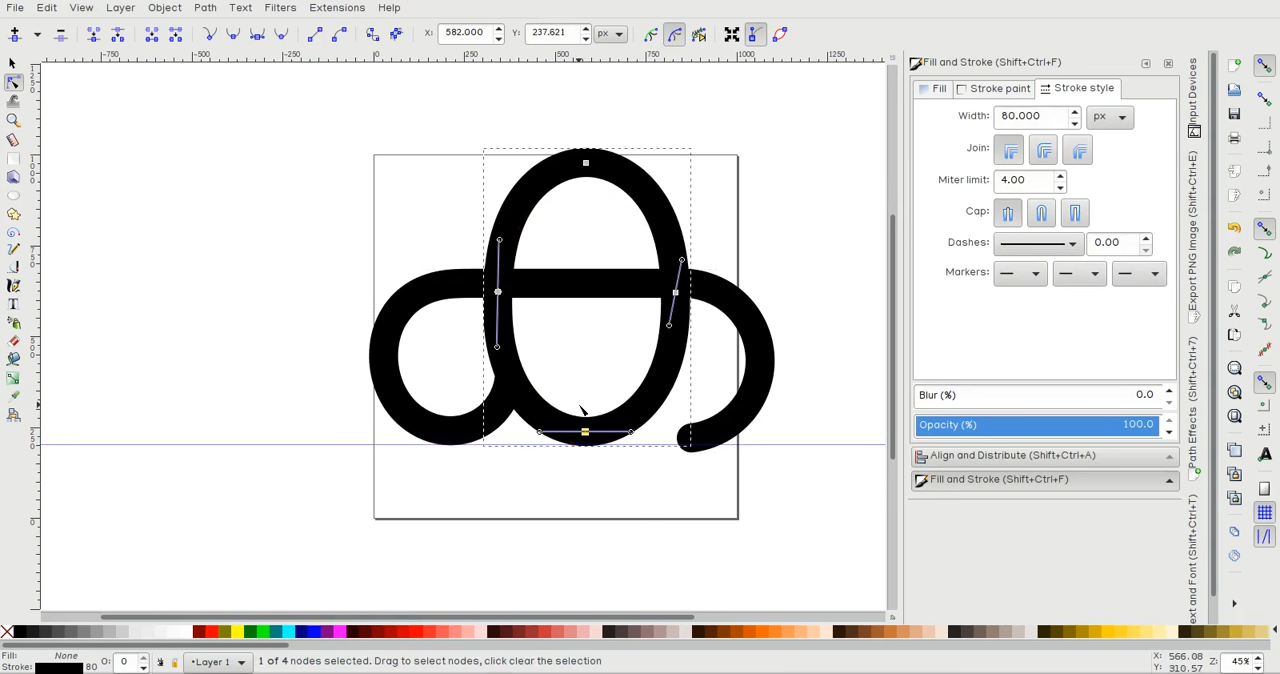 File Edit View Layer Object Path Text Filters Extensions Help
X: 582.000 Y: 237.621 px
-750 -500 -250 0 250 500 750 1000 1250
Fill and Stroke (Shift+Ctrl+F)
Fill Stroke paint Stroke style
Width: 80.000 px
Join:
Miter limit: 4.00
Cap:
Dashes: 0.00
Markers:
Blur (%) 0.0
Opacity (%) 100.0
Align and Distribute (Shift+Ctrl+A)
Fill and Stroke (Shift+Ctrl+F)
Input Devices
Export PNG Image (Shift+Ctrl+E)
Path Effects (Shift+Ctrl+7)
ext and Font (Shift+Ctrl+T)
Fill: None
Stroke: 80
O: 0
•Layer 1
1 of 4 nodes selected. Drag to select nodes, click clear the selection
X: 566.08
Y: 310.57
Z: 45%